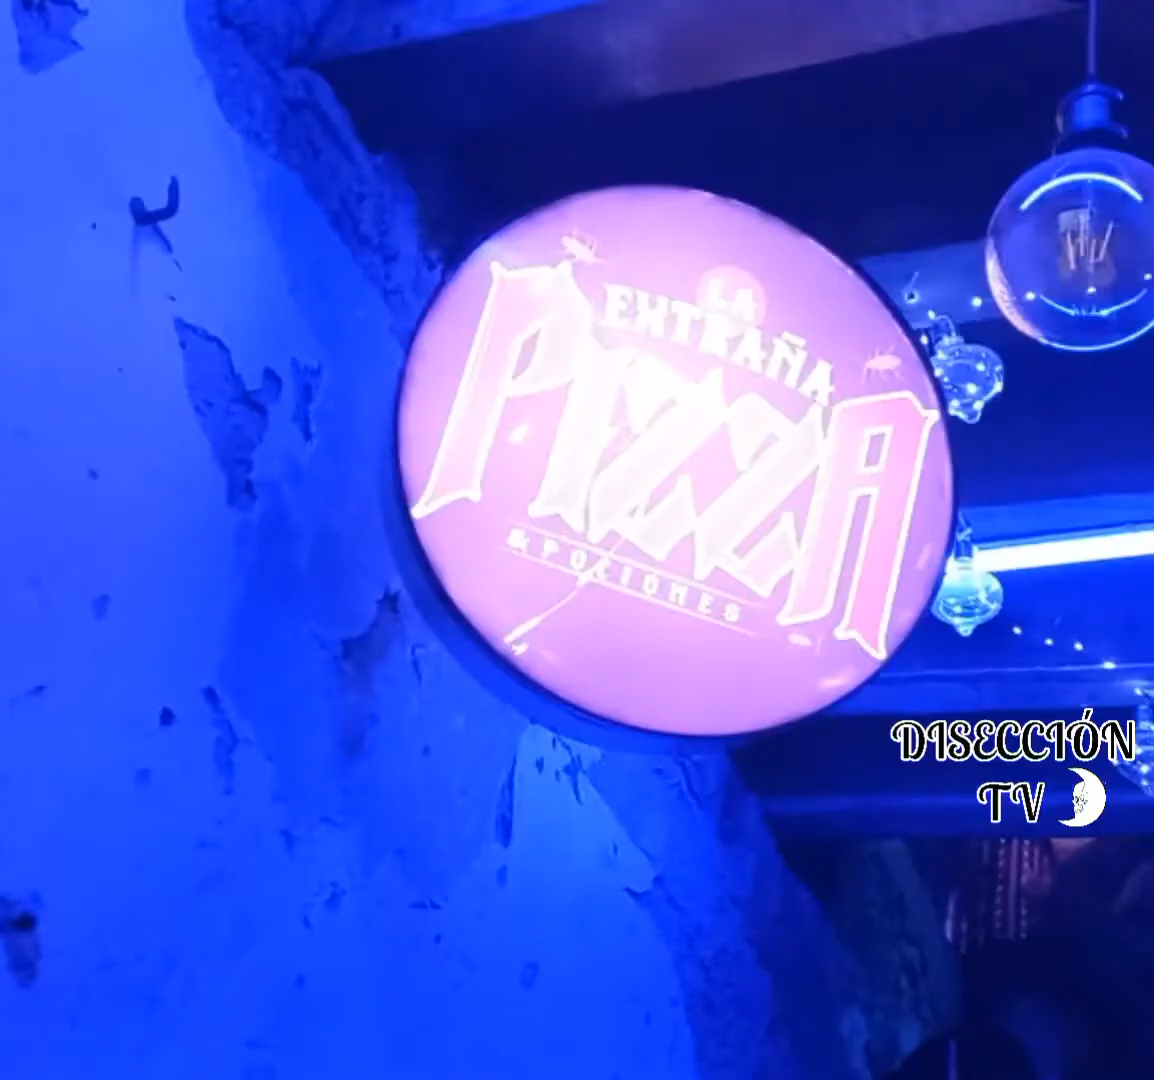 LA
EXTRAÑA
PIZZA
& POCIONES
DISECCIÓN
TV